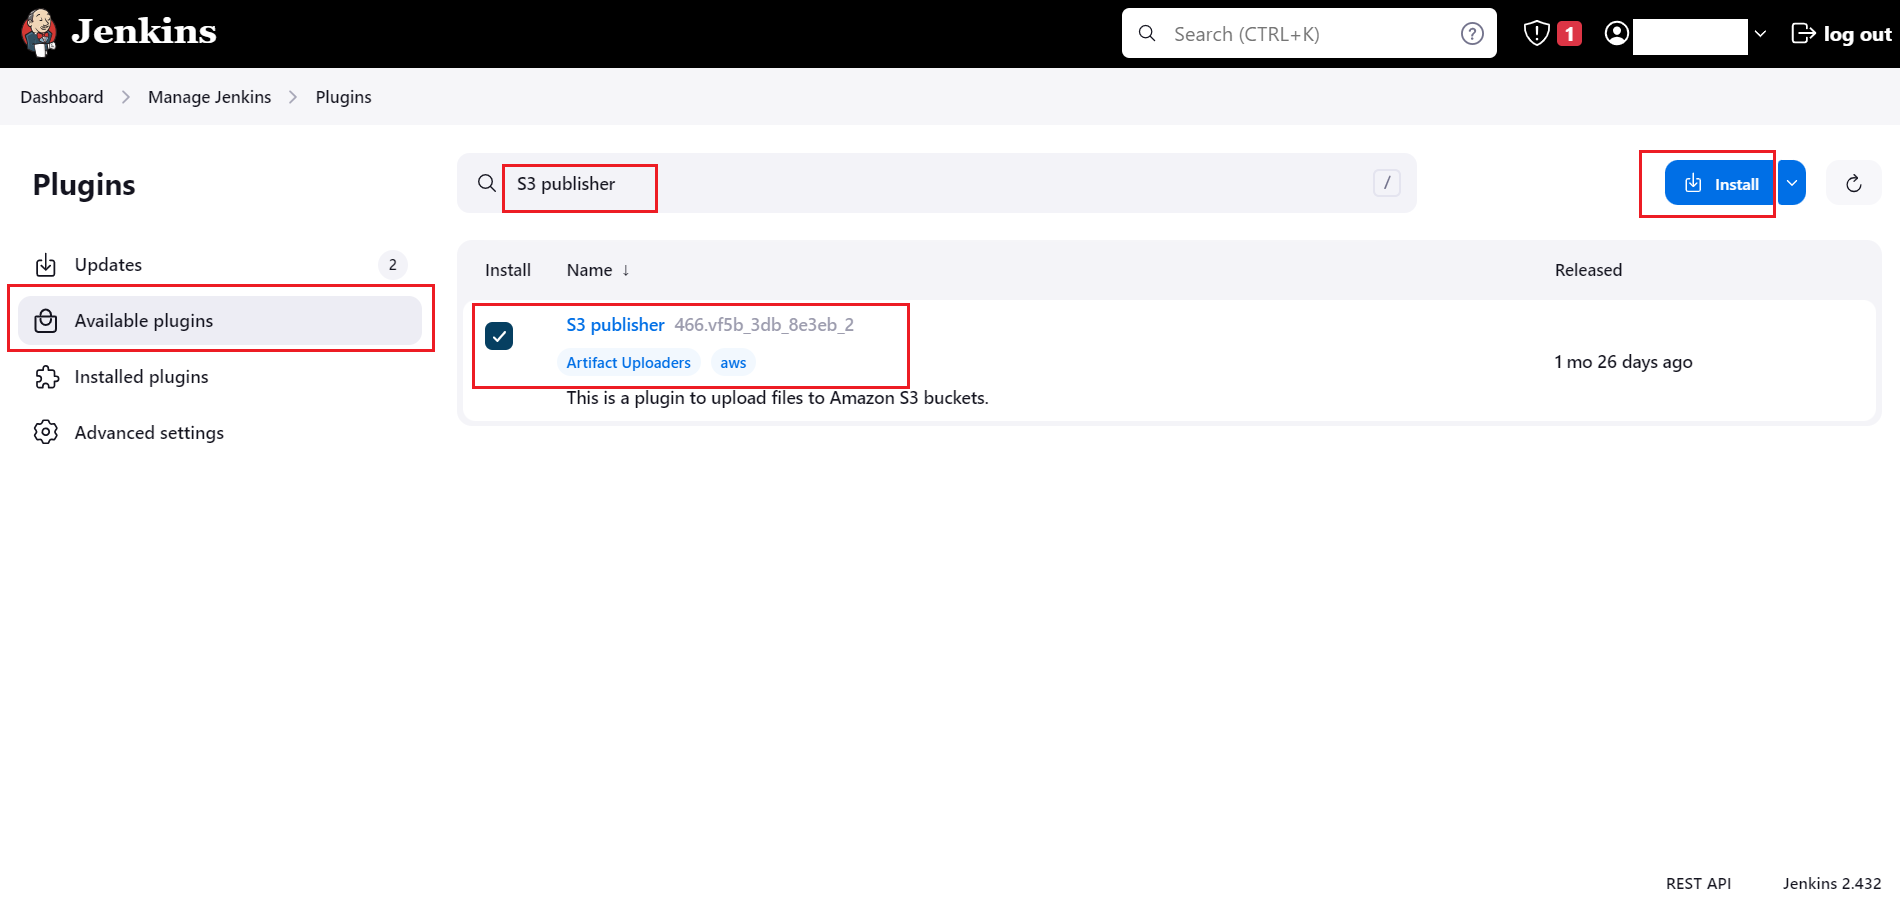 Jenkins
Search (CTRL+K)
?
1
log out
Dashboard
Manage Jenkins
Plugins
Plugins
S3 publisher
/
Install
Updates
2
Available plugins
Installed plugins
Advanced settings
Install
Name ↓
Released
S3 publisher 466.vf5b_3db_8e3eb_2
Artifact Uploaders
aws
1 mo 26 days ago
This is a plugin to upload files to Amazon S3 buckets.
REST API
Jenkins 2.432